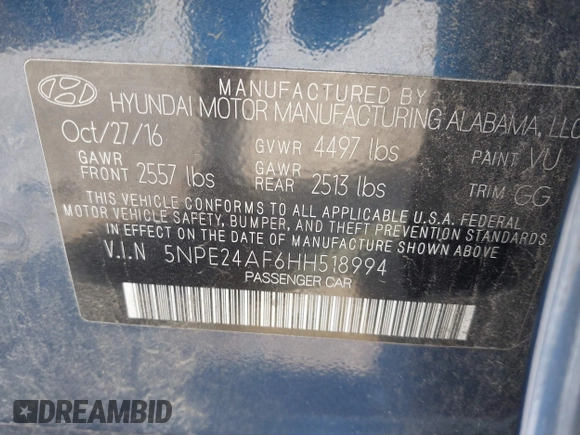 MANUFACTURED BY
HYUNDAI MOTOR MANUFACTURING ALABAMA, LLC
Oct/27/16 GVWR 4497 lbs PAINT VU
GAWR FRONT 2557 lbs GAWR REAR 2513 lbs TRIM GG
THIS VEHICLE CONFORMS TO ALL APPLICABLE U.S.A. FEDERAL
MOTOR VEHICLE SAFETY, BUMPER, AND THEFT PREVENTION
STANDARDS IN EFFECT ON THE DATE OF MANUFACTURE SHOWN ABOVE.
V.I.N 5NPE24AF6HH518994
PASSENGER CAR
DREAMBID